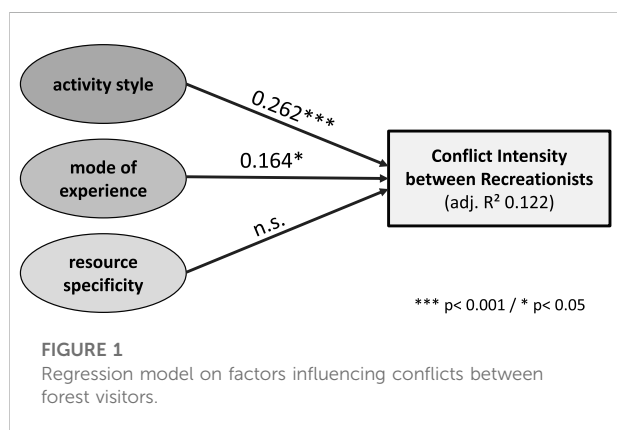 activity style
0.262***
mode of
experience
0.164*
Conflict Intensity
between Recreationists
(adj. R² 0.122)
n.s.
resource
specificity
*** p< 0.001 / * p< 0.05
FIGURE 1
Regression model on factors influencing conflicts between
forest visitors.